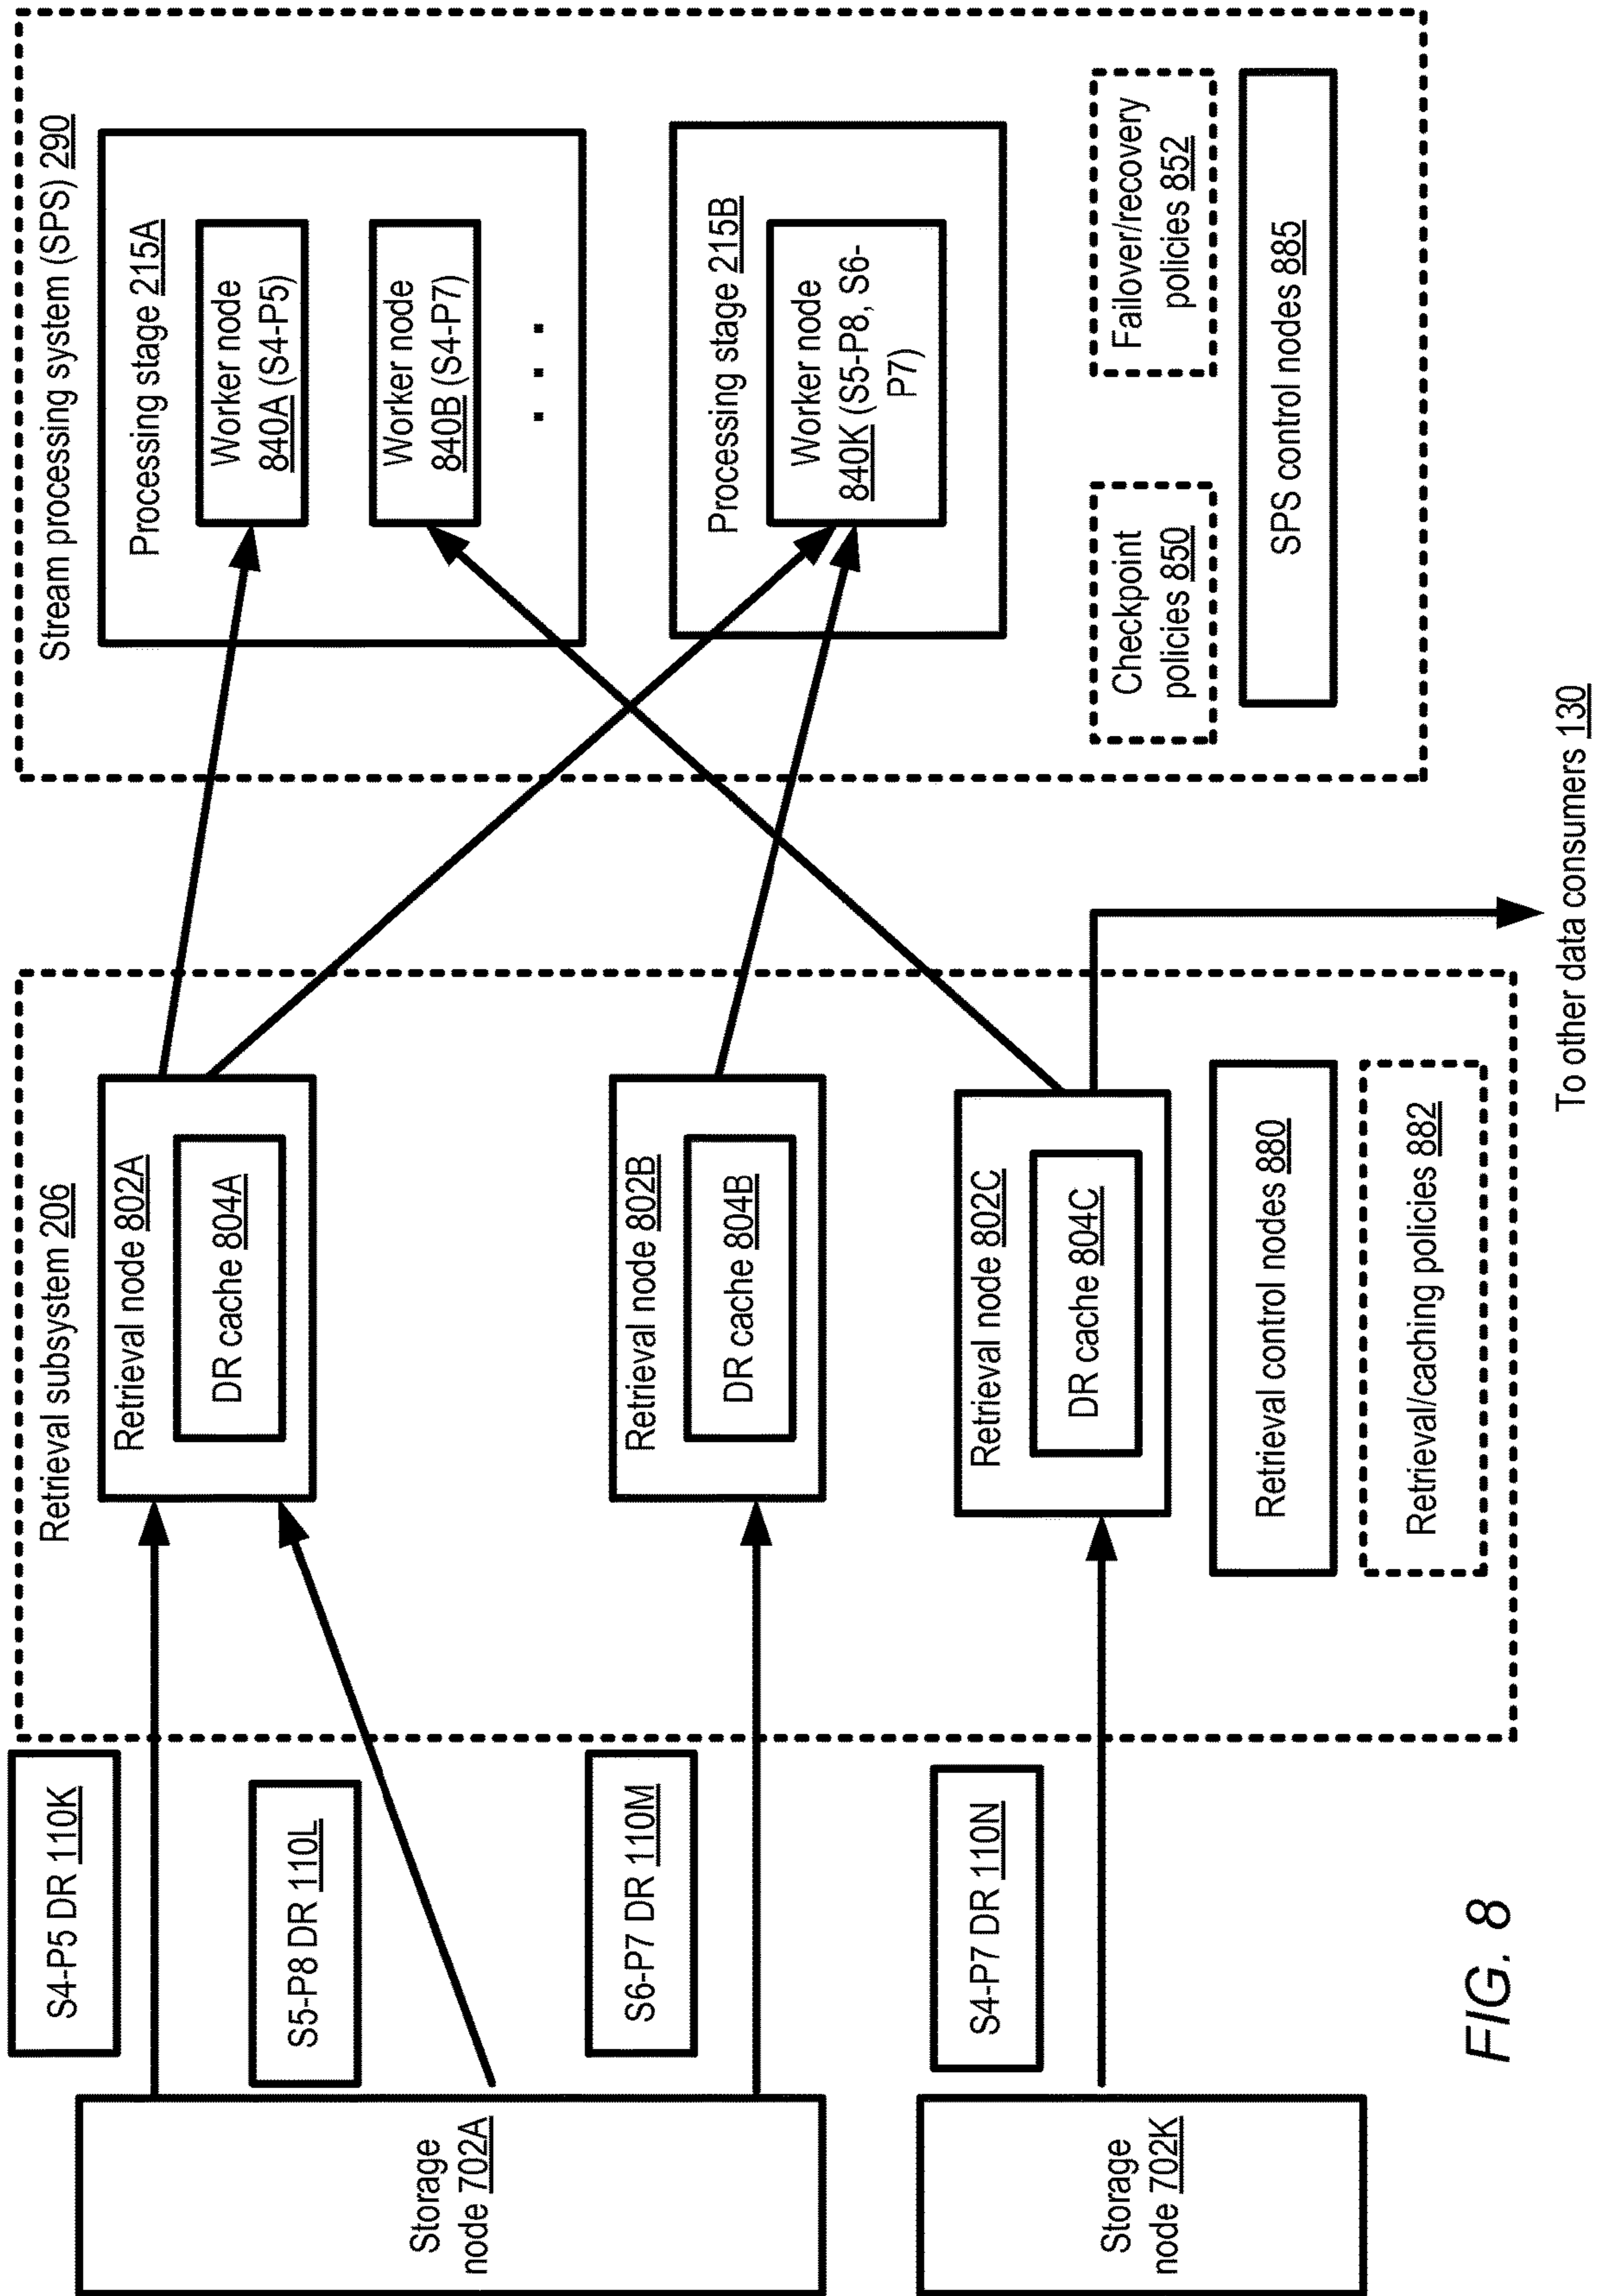 Stream processing system (SPS) 290
Processing stage 215A
Worker node
840A (S4-P5)
Worker node
840B (S4-P7)
. . .
Processing stage 215B
Worker node
840K (S5-P8, S6-
P7)
Checkpoint
policies 850
Failover/recovery
policies 852
SPS control nodes 885
Retrieval subsystem 206
Retrieval node 802A
DR cache 804A
Retrieval node 802B
DR cache 804B
Retrieval node 802C
DR cache 804C
Retrieval control nodes 880
Retrieval/caching policies 882
To other data consumers 130
S4-P5 DR 110K
S5-P8 DR 110L
S6-P7 DR 110M
S4-P7 DR 110N
Storage
node 702A
Storage
node 702K
FIG. 8